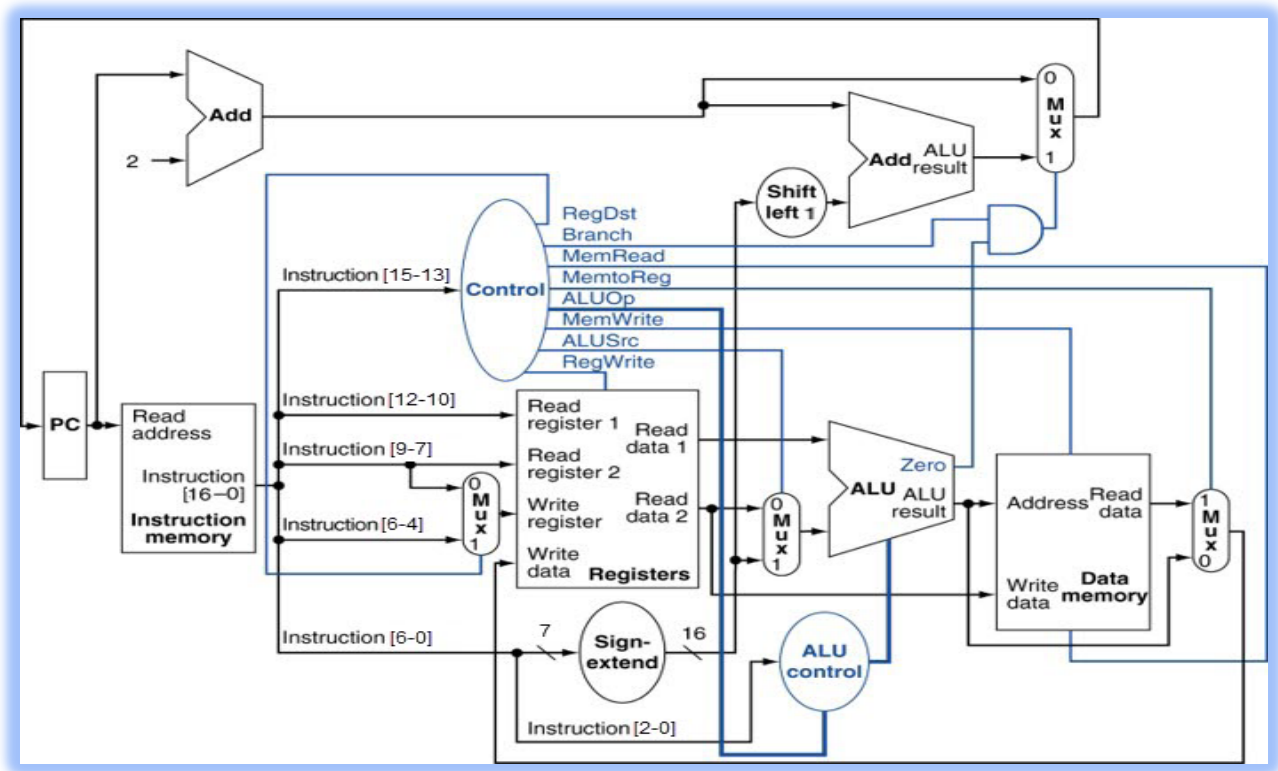 0
M
u
x
1
Add
Add ALU
result
2
Shift
left 1
RegDst
Branch
MemRead
MemtoReg
ALUOp
MemWrite
ALUSrc
RegWrite
Instruction [15-13]
Control
PC
Read
address
Instruction
[16–0]
Instruction
memory
Instruction [12-10]
Instruction [9-7]
Instruction [6-4]
Instruction [6-0]
0
M
u
x
1
Read
register 1
Read
register 2
Write
register
Write
data
Read
data 1
Read
data 2
Registers
0
M
u
x
1
Zero
ALU ALU
result
Address
Read
data
Write
data
Data
memory
1
M
u
x
0
7
Sign-
extend
16
ALU
control
Instruction [2-0]